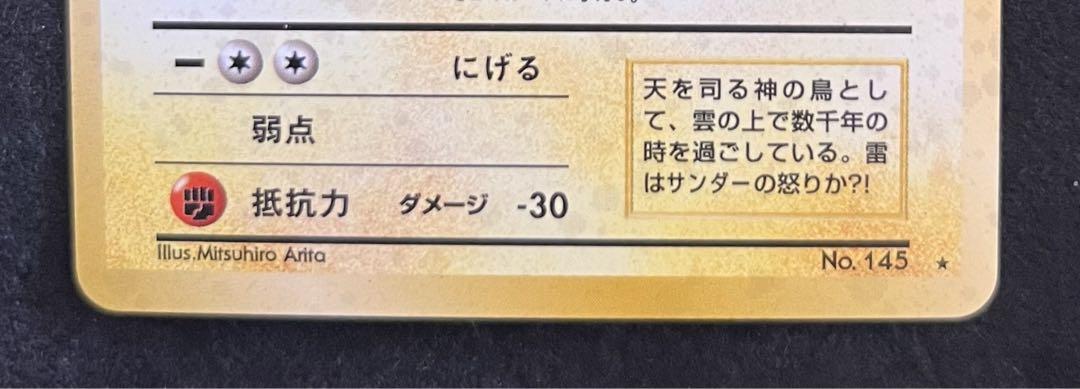 にげる
弱点
抵抗力 ダメージ -30
天を司る神の鳥とし
て、雲の上で数千年の
時を過ごしている。雷
はサンダーの怒りか?!
Illus.Mitsuhiro Arita
No. 145 ★